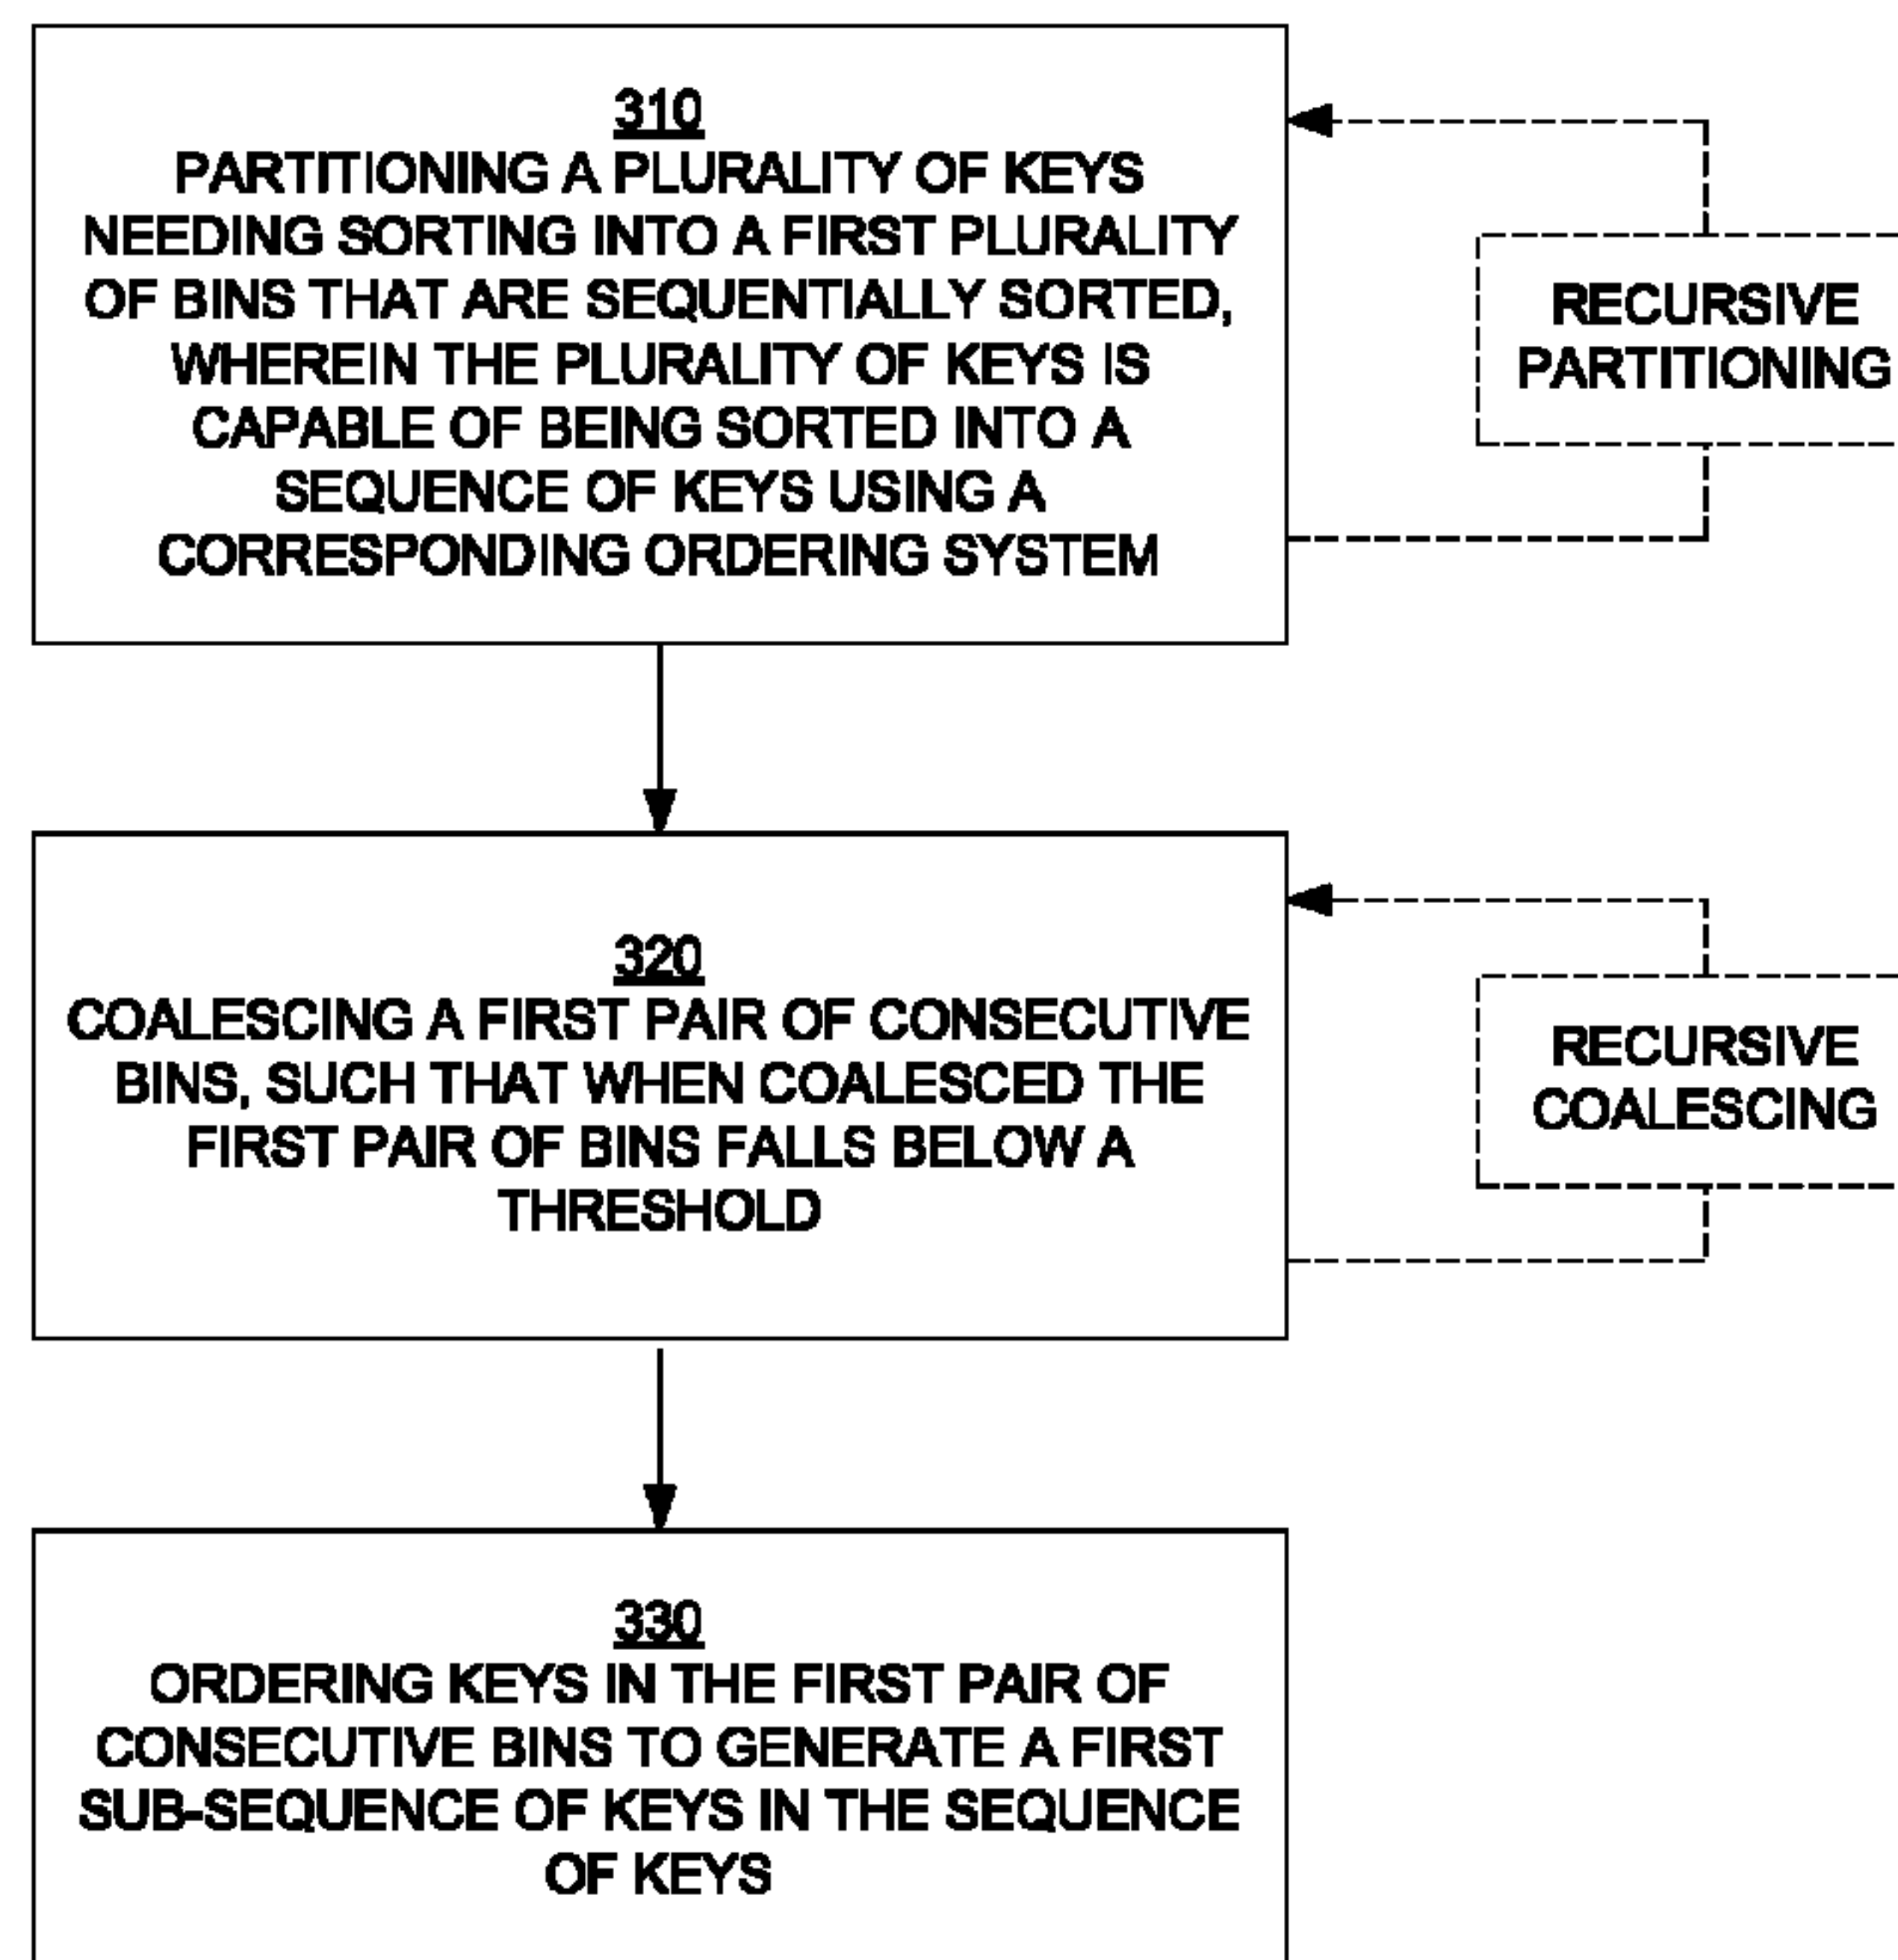 310
PARTITIONING A PLURALITY OF KEYS
NEEDING SORTING INTO A FIRST PLURALITY
OF BINS THAT ARE SEQUENTIALLY SORTED,
WHEREIN THE PLURALITY OF KEYS IS
CAPABLE OF BEING SORTED INTO A
SEQUENCE OF KEYS USING A
CORRESPONDING ORDERING SYSTEM
RECURSIVE
PARTITIONING
320
COALESCING A FIRST PAIR OF CONSECUTIVE
BINS, SUCH THAT WHEN COALESCED THE
FIRST PAIR OF BINS FALLS BELOW A
THRESHOLD
RECURSIVE
COALESCING
330
ORDERING KEYS IN THE FIRST PAIR OF
CONSECUTIVE BINS TO GENERATE A FIRST
SUB-SEQUENCE OF KEYS IN THE SEQUENCE
OF KEYS